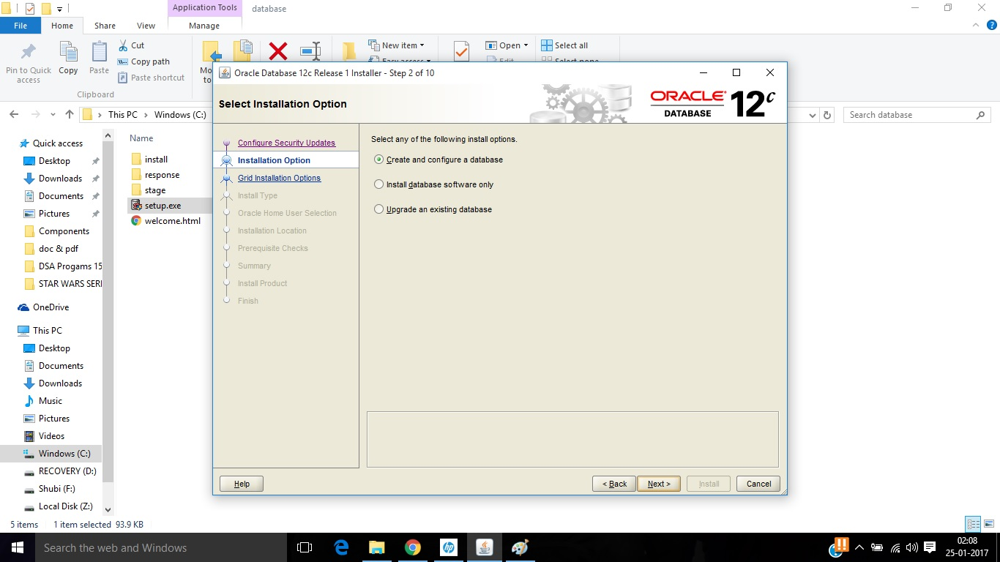 Application Tools
database
File
Home
Share
View
Manage
Pin to Quick access
Copy
Paste
Cut
Copy path
Paste shortcut
Clipboard
New item
Easy access
Open
Edit
Select all
Select none
This PC
Windows (C:)
Search database
Quick access
Desktop
Downloads
Documents
Pictures
Components
doc & pdf
DSA Progams 15
OneDrive
This PC
Desktop
Documents
Downloads
Music
Pictures
Videos
Windows (C:)
RECOVERY (D:)
Shubi (F:)
Local Disk (Z:)
Name
install
response
stage
setup.exe
welcome.html
Oracle Database 12c Release 1 Installer - Step 2 of 10
Select Installation Option
ORACLE®
DATABASE
12c
Configure Security Updates
Installation Option
Grid Installation Options
Install Type
Oracle Home User Selection
Installation Location
Prerequisite Checks
Summary
Install Product
Finish
Select any of the following install options.
Create and configure a database
Install database software only
Upgrade an existing database
Help
< Back
Next >
Install
Cancel
5 items
1 item selected 93.9 KB
Search the web and Windows
02:08
25-01-2017